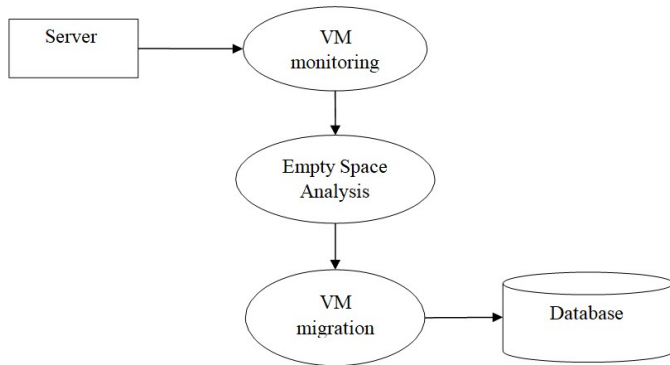 Server
VM
monitoring
Empty Space
Analysis
VM
migration
Database